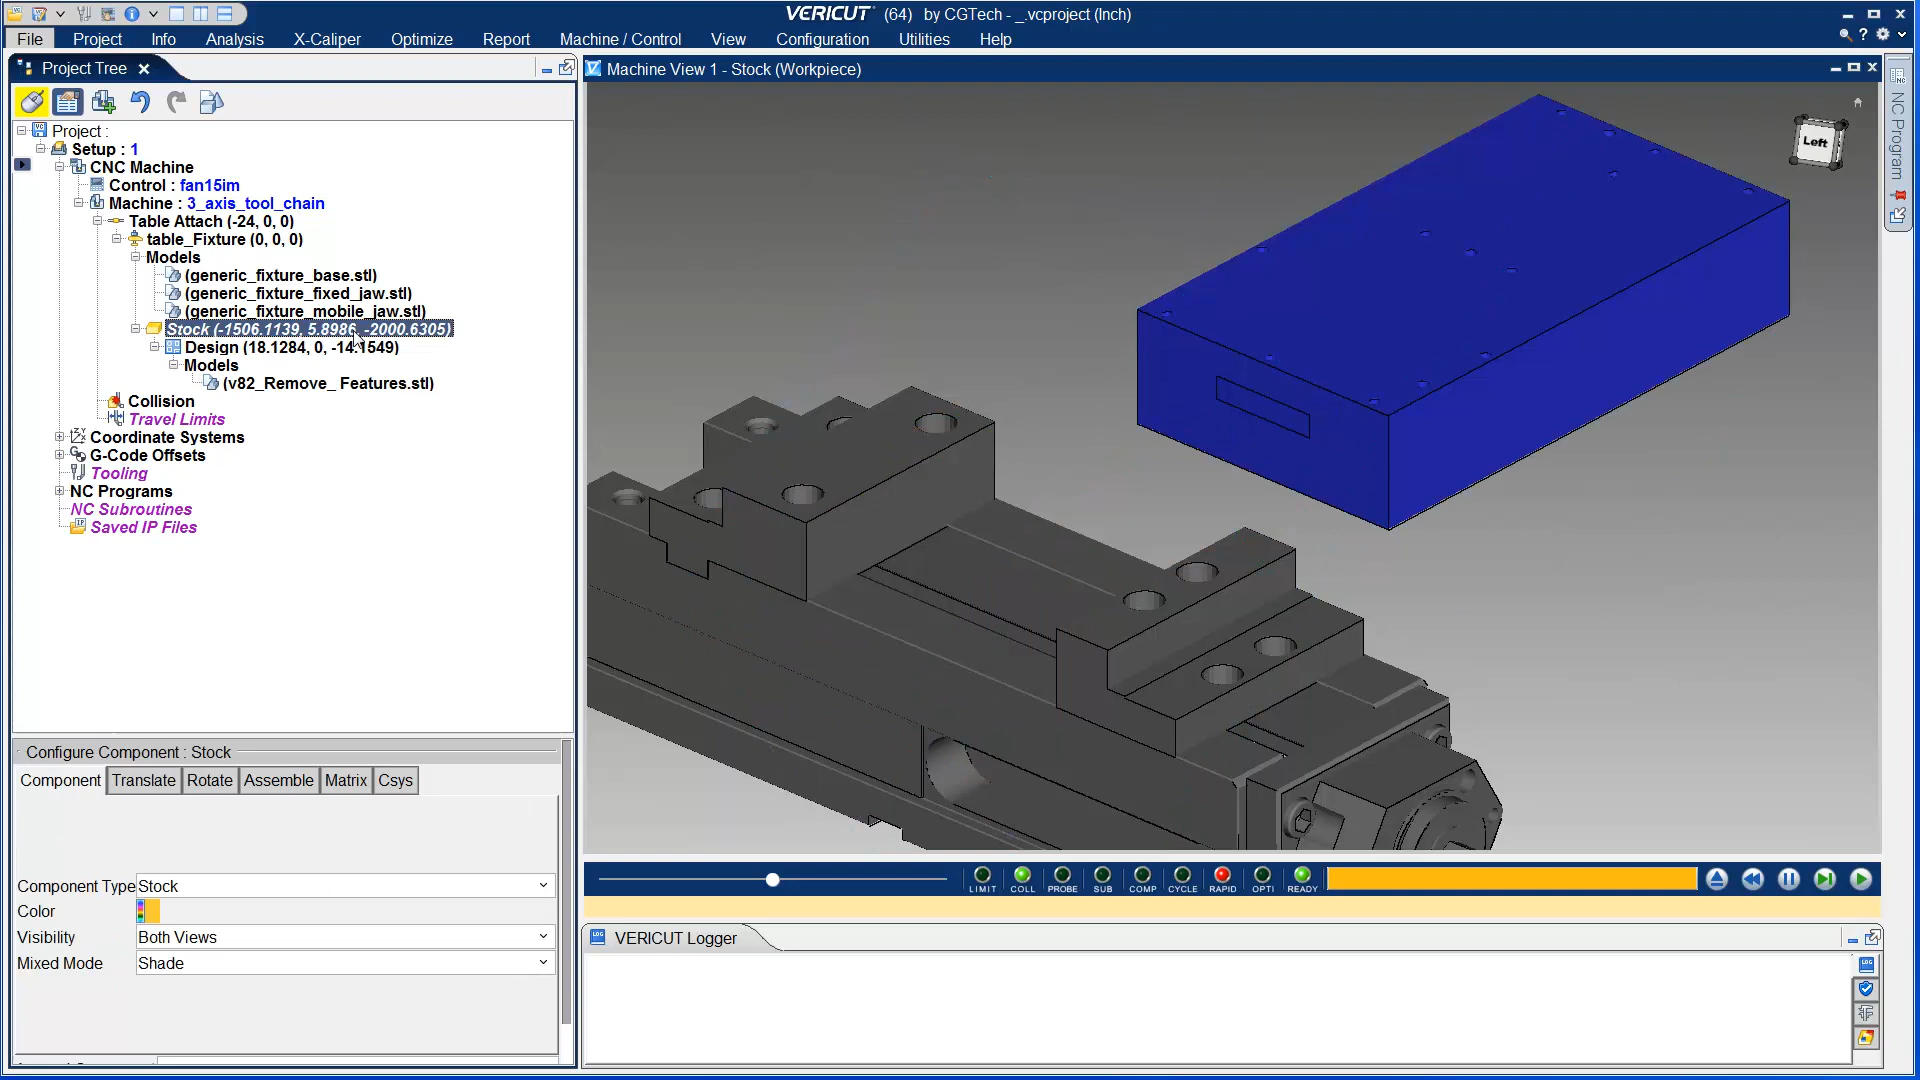 VERICUT (64) by CGTech - _.vcproject (Inch)
File Project Info Analysis X-Caliper Optimize Report Machine / Control View Configuration Utilities Help
Project Tree
Machine View 1 - Stock (Workpiece)
NC Program
Left
Project :
Setup : 1
CNC Machine
Control : fan15im
Machine : 3_axis_tool_chain
Table Attach (-24, 0, 0)
table_Fixture (0, 0, 0)
Models
(generic_fixture_base.stl)
(generic_fixture_fixed_jaw.stl)
(generic_fixture_mobile_jaw.stl)
Stock (-1506.1139, 5.8986, -2000.6305)
Design (18.1284, 0, -14.1549)
Models
(v82_Remove_ Features.stl)
Collision
Travel Limits
Coordinate Systems
G-Code Offsets
Tooling
NC Programs
NC Subroutines
Saved IP Files
Configure Component : Stock
Component Translate Rotate Assemble Matrix Csys
Component Type Stock
Color
Visibility Both Views
Mixed Mode Shade
LIMIT COLL PROBE SUB COMP CYCLE RAPID OPTI READY
VERICUT Logger